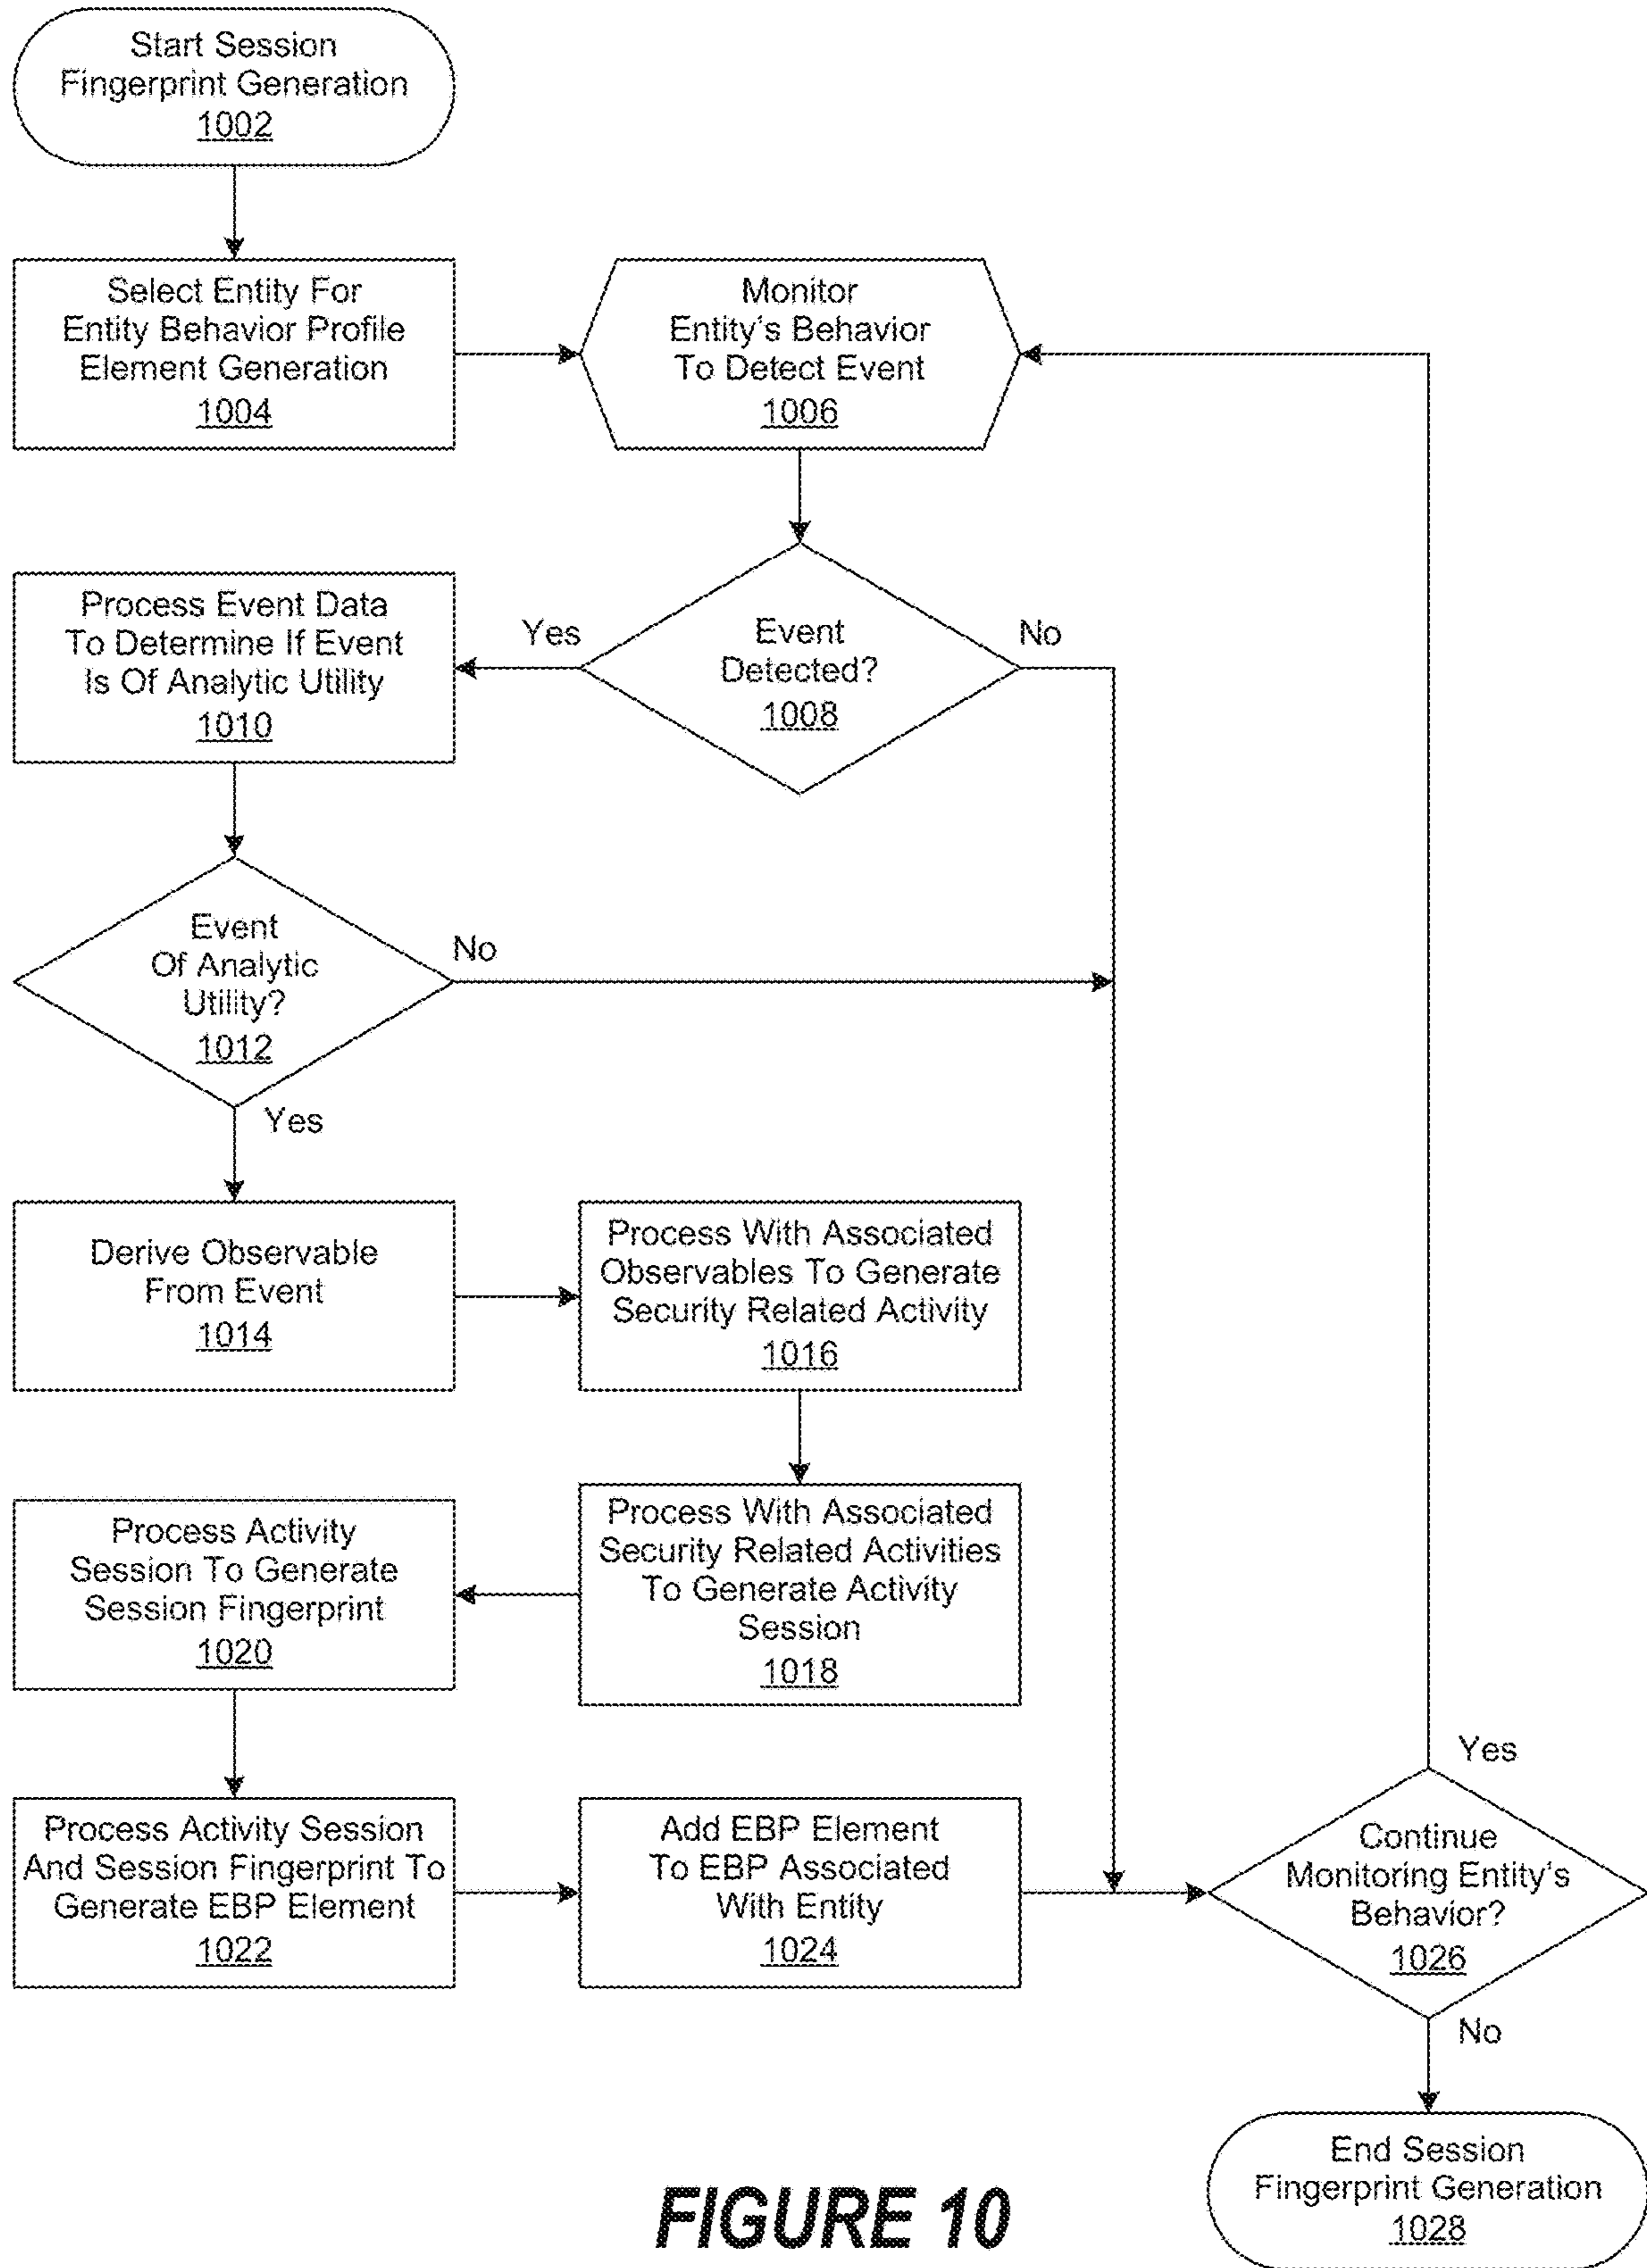 Start Session
Fingerprint Generation
1002
Select Entity For
Entity Behavior Profile
Element Generation
1004
Monitor
Entity's Behavior
To Detect Event
1006
Process Event Data
To Determine If Event
Is Of Analytic Utility
1010
Yes
Event
Detected?
1008
No
Event
Of Analytic
Utility?
1012
No
Yes
Derive Observable
From Event
1014
Process With Associated
Observables To Generate
Security Related Activity
1016
Process Activity
Session To Generate
Session Fingerprint
1020
Process With Associated
Security Related Activities
To Generate Activity
Session
1018
Process Activity Session
And Session Fingerprint To
Generate EBP Element
1022
Add EBP Element
To EBP Associated
With Entity
1024
Yes
Continue
Monitoring Entity's
Behavior?
1026
No
End Session
Fingerprint Generation
1028
FIGURE 10